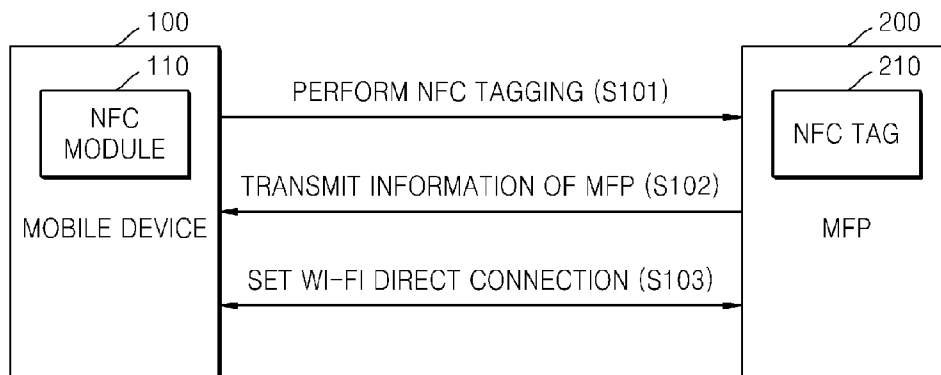 100
110
NFC
MODULE
MOBILE DEVICE
PERFORM NFC TAGGING (S101)
TRANSMIT INFORMATION OF MFP (S102)
SET WI-FI DIRECT CONNECTION (S103)
200
210
NFC TAG
MFP